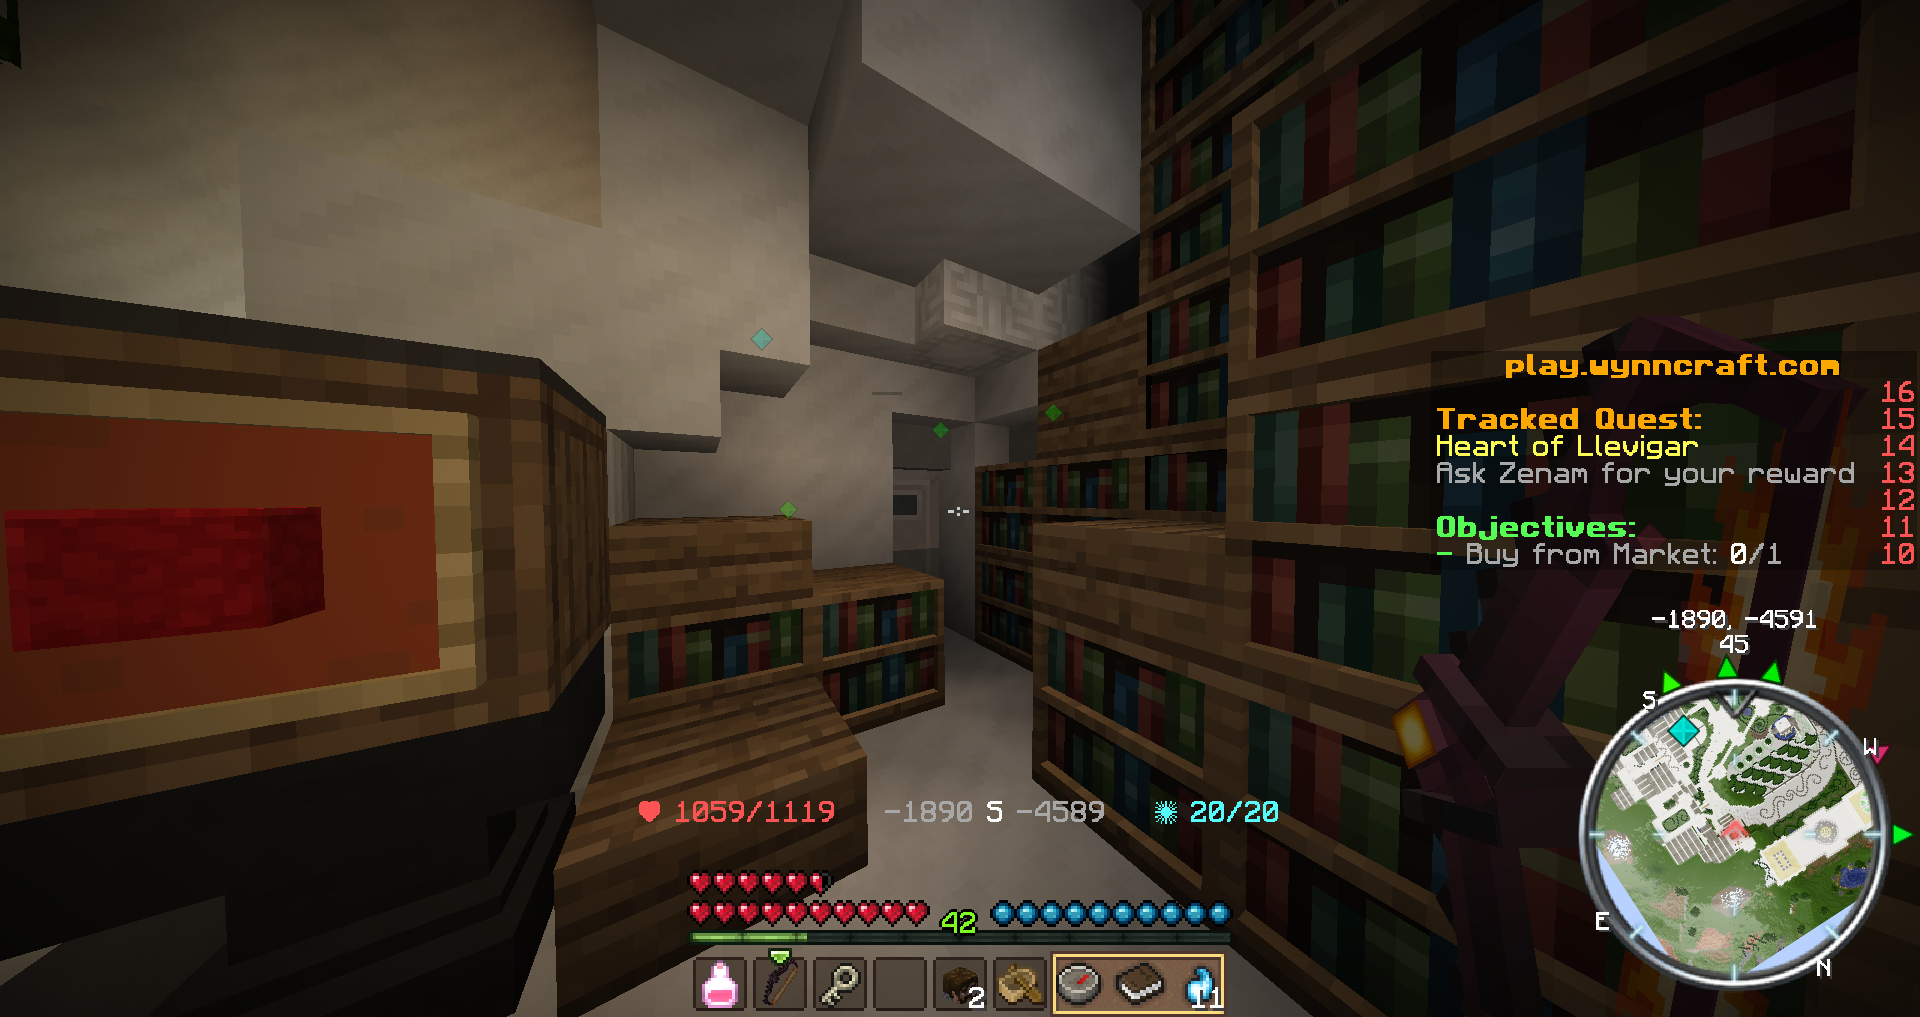 play.wynncraft.com
16
Tracked Quest: 15
Heart of Llevigar 14
Ask Zenam for your reward 13
12
Objectives: 11
- Buy from Market: 0/1 10
-1890, -4591
45
S
W
E
N
1059/1119 -1890 S -4589 20/20
42
2
11